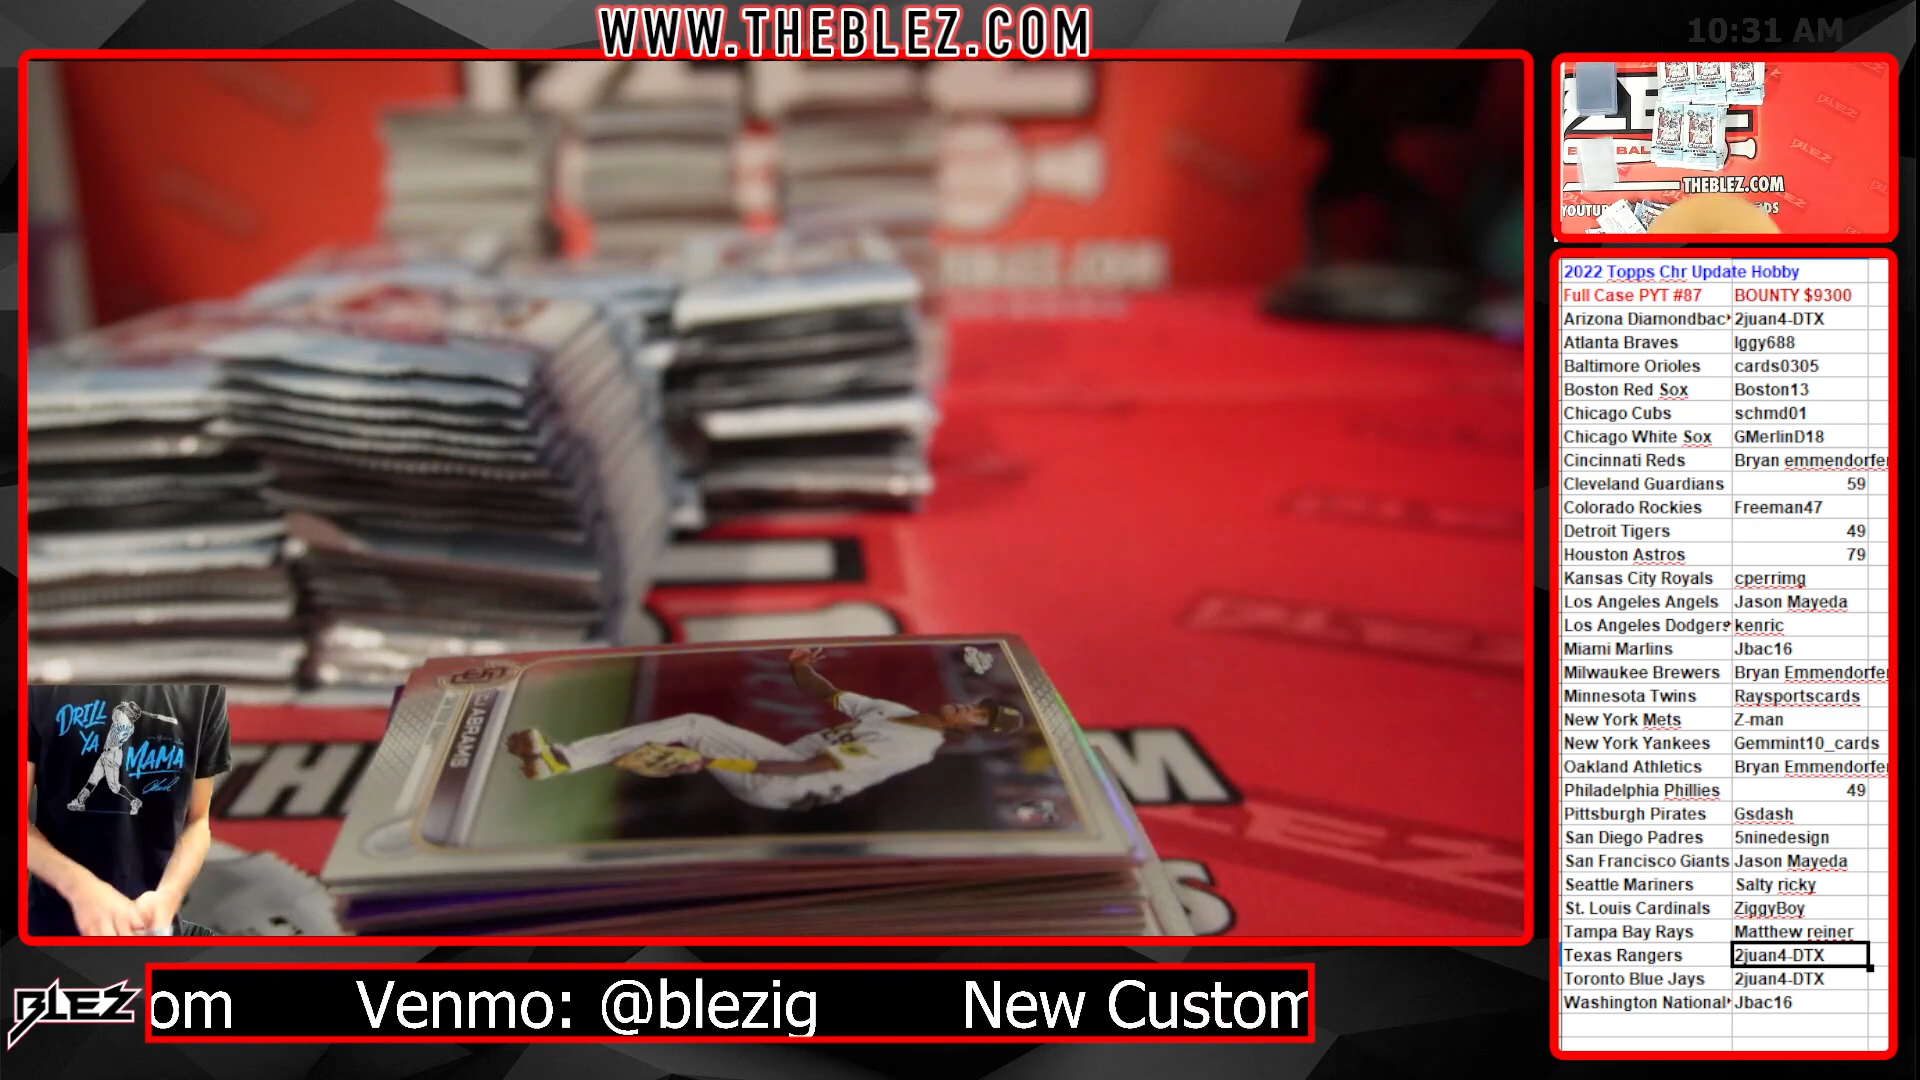 WWW.THEBLEZ.COM
10:31 AM
THEBLEZ.COM
YOUTU
2022 Topps Chr Update Hobby
Full Case PYT #87 BOUNTY $9300
Arizona Diamondbac 2juan4-DTX
Atlanta Braves Iggy688
Baltimore Orioles cards0305
Boston Red Sox Boston13
Chicago Cubs schmd01
Chicago White Sox GMerlinD18
Cincinnati Reds Bryan emmendorfer
Cleveland Guardians 59
Colorado Rockies Freeman47
Detroit Tigers 49
Houston Astros 79
Kansas City Royals cperrimg
Los Angeles Angels Jason Mayeda
Los Angeles Dodgers kenric
Miami Marlins Jbac16
Milwaukee Brewers Bryan Emmendorfer
Minnesota Twins Raysportscards
New York Mets Z-man
New York Yankees Gemmint10_cards
Oakland Athletics Bryan Emmendorfer
Philadelphia Phillies 49
Pittsburgh Pirates Gsdash
San Diego Padres 5ninedesign
San Francisco Giants Jason Mayeda
Seattle Mariners Salty ricky
St. Louis Cardinals ZiggyBoy
Tampa Bay Rays Matthew reiner
Texas Rangers 2juan4-DTX
Toronto Blue Jays 2juan4-DTX
Washington National Jbac16
ABRAMS
DRILL
YA
MAMA
BLEZ
om Venmo: @blezig New Custom